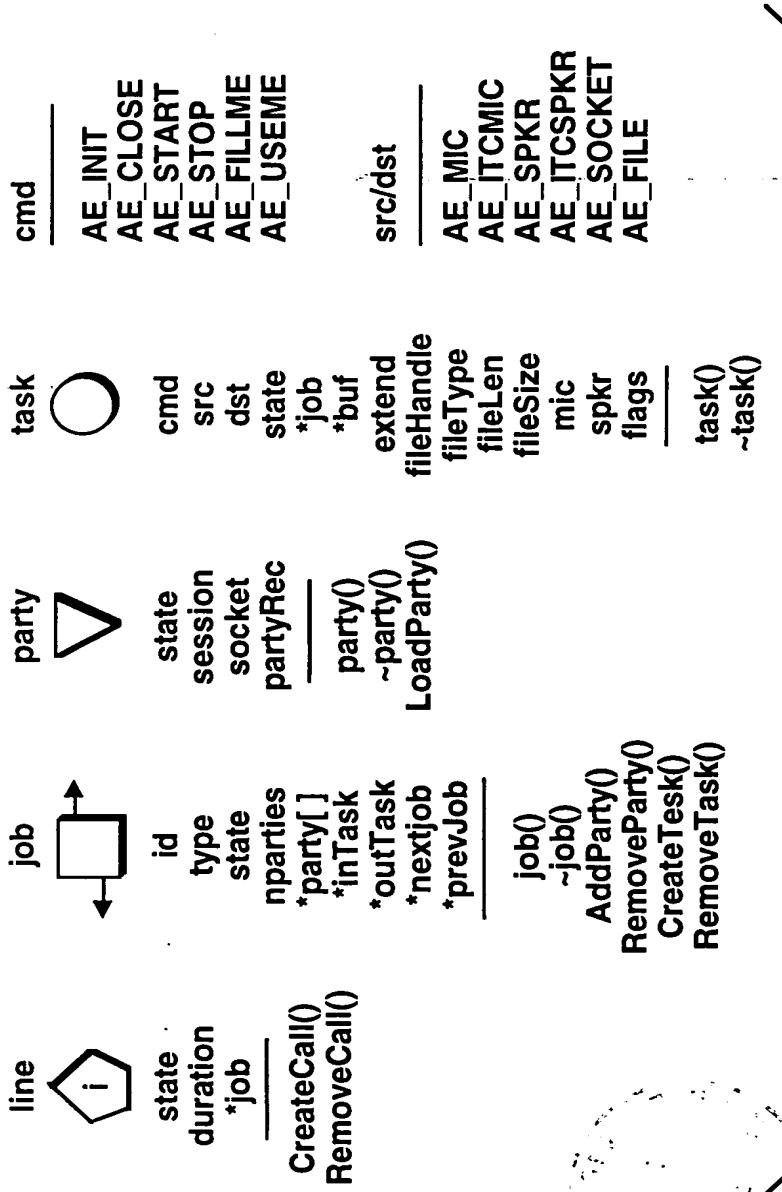 line
i
state
duration
*job
CreateCall()
RemoveCall()
job
id
type
state
nparties
*party[ ]
*inTask
*outTask
*nextjob
*prevJob
job()
~job()
AddParty()
RemoveParty()
CreateTesk()
RemoveTask()
party
state
session
socket
partyRec
party()
~party()
LoadParty()
task
cmd
src
dst
state
*job
*buf
extend
fileHandle
fileType
fileLen
fileSize
mic
spkr
flags
task()
~task()
cmd
AE_INIT
AE_CLOSE
AE_START
AE_STOP
AE_FILLME
AE_USEME
src/dst
AE_MIC
AE_ITCMIC
AE_SPKR
AE_ITCSPKR
AE_SOCKET
AE_FILE